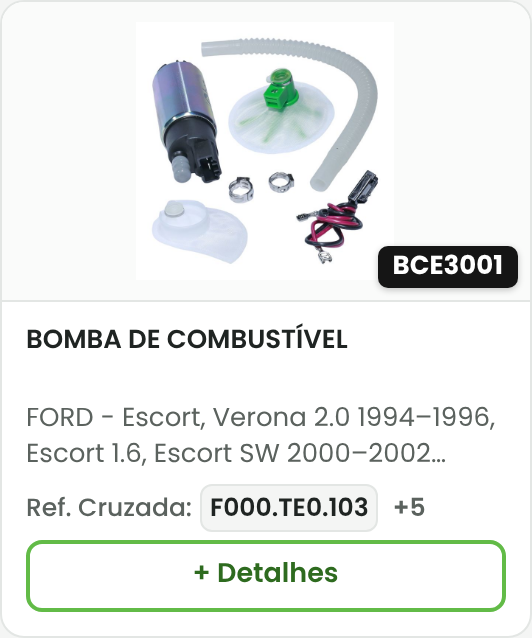 BCE3001
BOMBA DE COMBUSTÍVEL
FORD - Escort, Verona 2.0 1994–1996,
Escort 1.6, Escort SW 2000–2002...
Ref. Cruzada: F000.TE0.103 +5
+ Detalhes